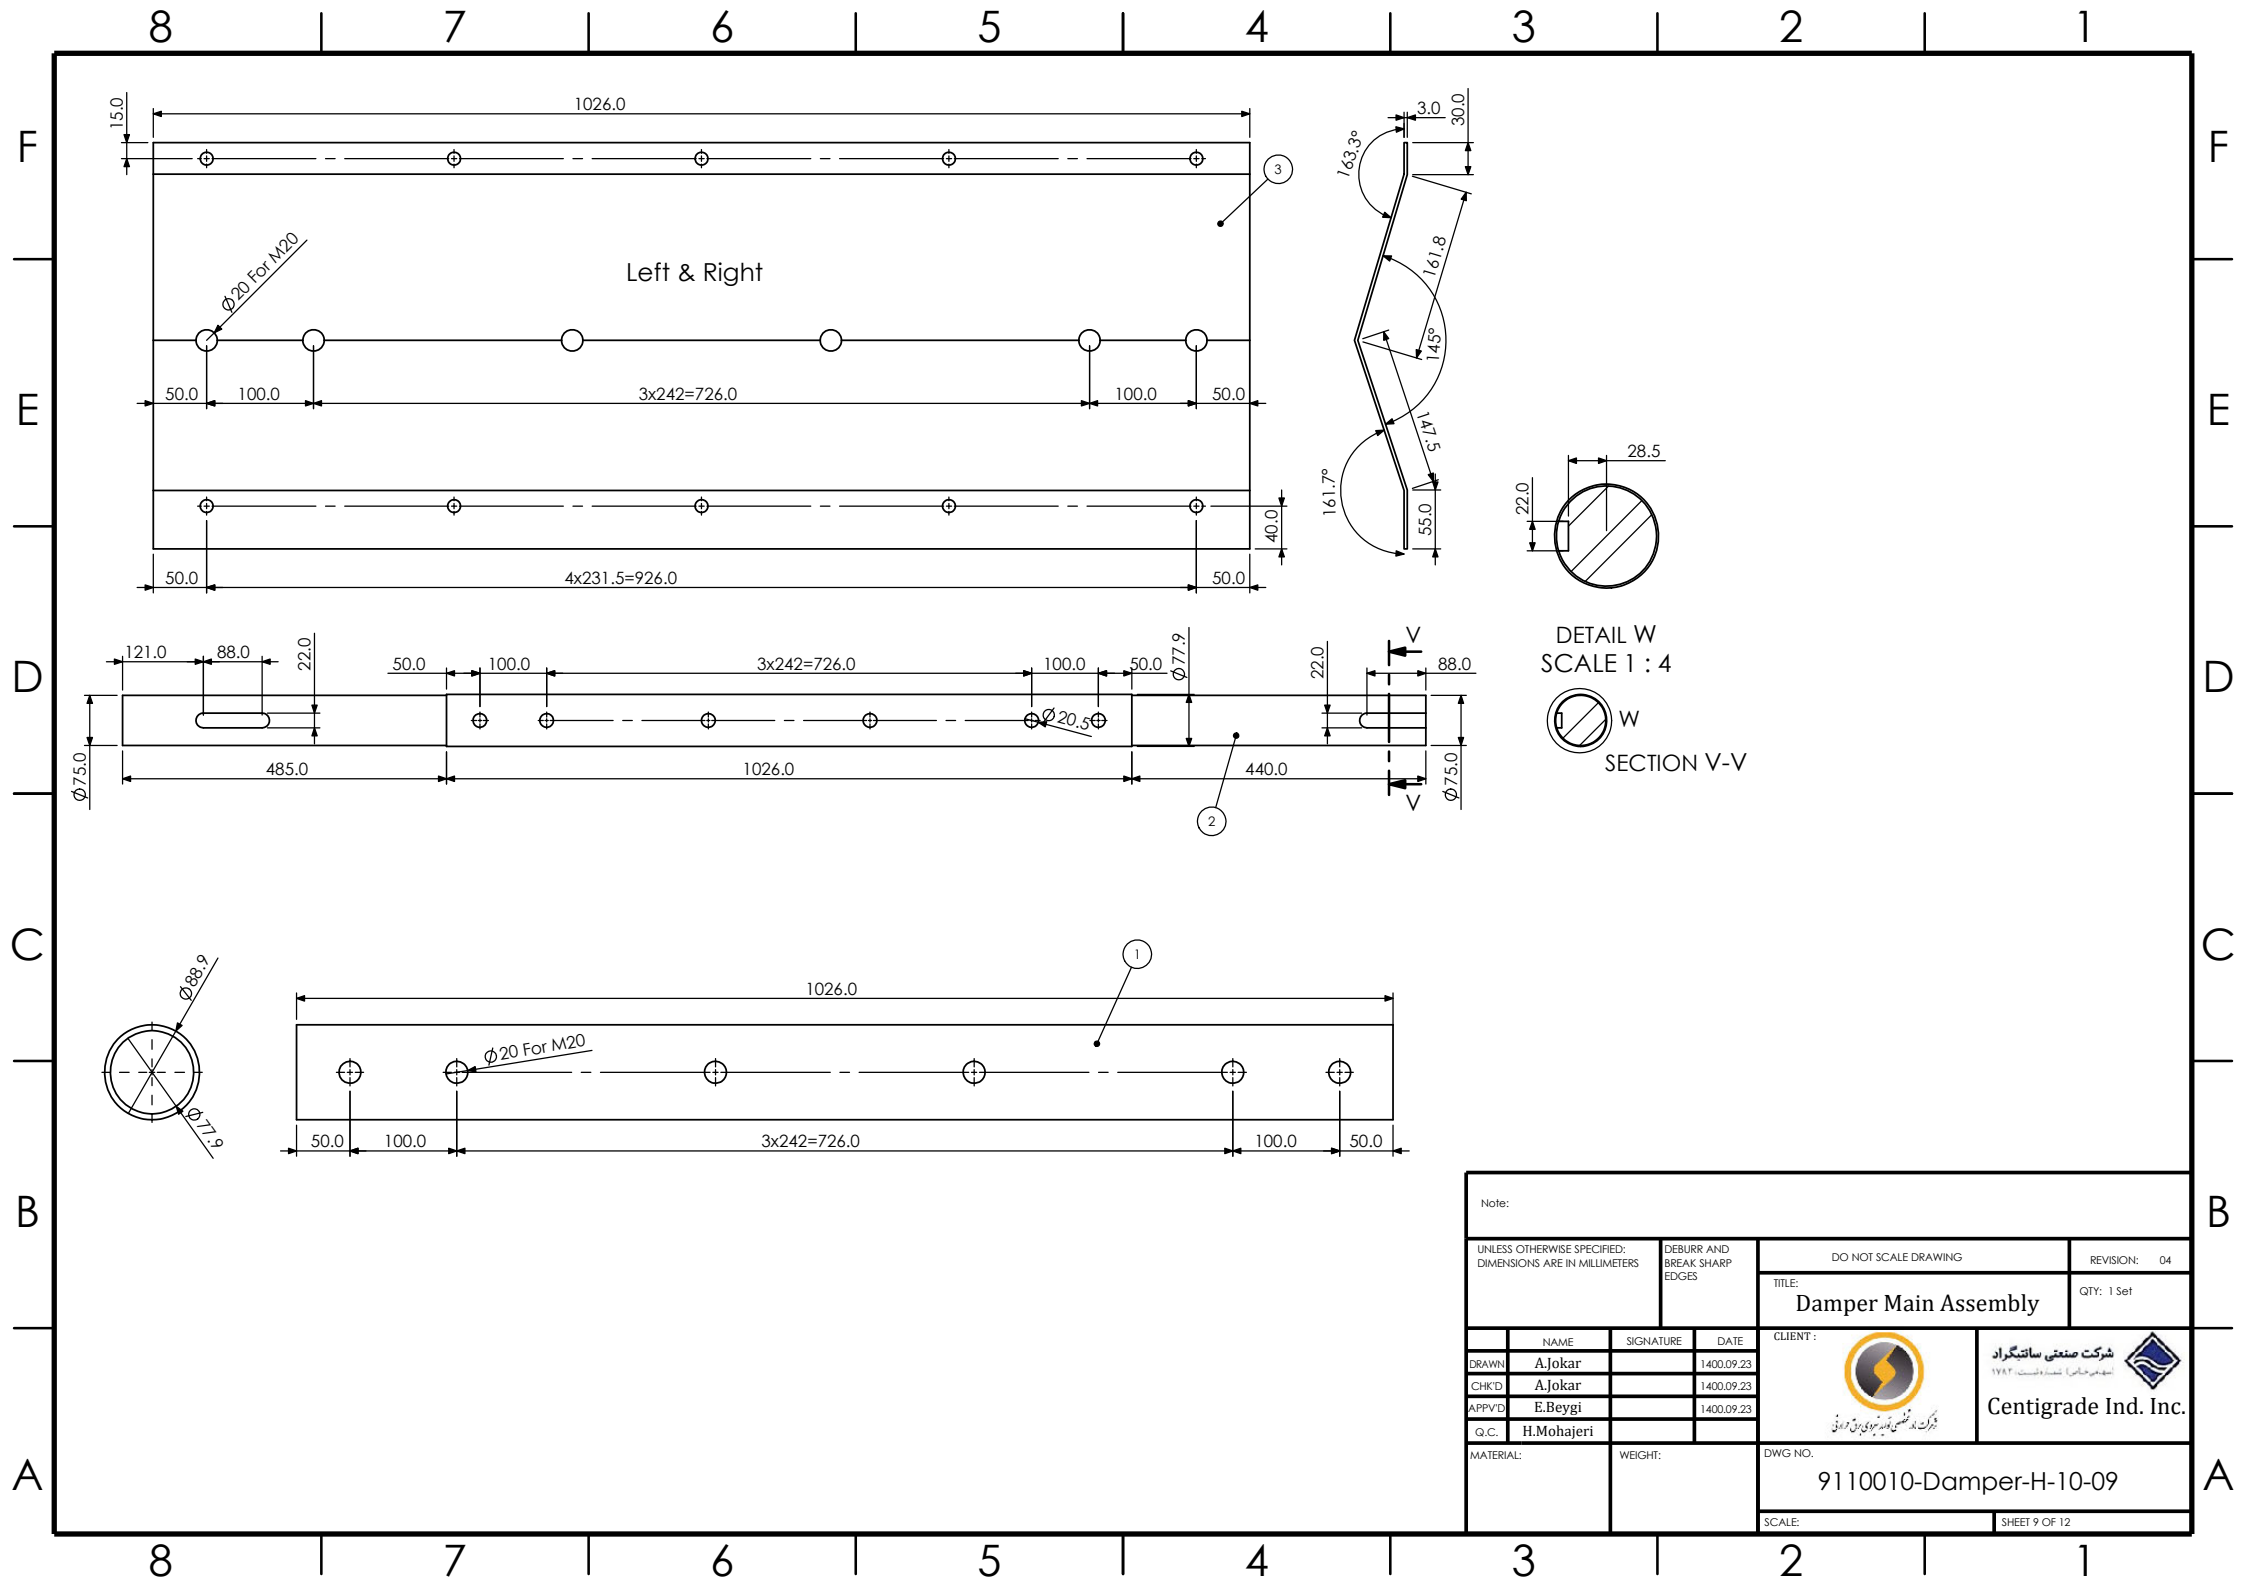 8 7 6 5 4 3 2 1
F F
E E
D D
C C
B B
A A
15.0
1026.0
3
Ø20 For M20
Left & Right
50.0 100.0 3x242=726.0 100.0 50.0
40.0
50.0 4x231.5=926.0 50.0
3.0
30.0
163.3°
161.8
145°
147.5
161.7°
55.0
28.5
22.0
DETAIL W
SCALE 1 : 4
W
SECTION V-V
121.0 88.0 22.0 50.0 100.0 3x242=726.0 100.0 50.0 Ø77.9 22.0 V 88.0
Ø20.5
Ø75.0 485.0 1026.0 440.0 V Ø75.0
2
1
Ø88.9
Ø77.9
1026.0
Ø20 For M20
50.0 100.0 3x242=726.0 100.0 50.0
Note:
UNLESS OTHERWISE SPECIFIED:
DIMENSIONS ARE IN MILLIMETERS
DEBURR AND
BREAK SHARP
EDGES
DO NOT SCALE DRAWING
REVISION: 04
TITLE:
Damper Main Assembly
QTY: 1 Set
NAME SIGNATURE DATE
DRAWN A.Jokar 1400.09.23
CHK'D A.Jokar 1400.09.23
APPV'D E.Beygi 1400.09.23
Q.C. H.Mohajeri
MATERIAL:
WEIGHT:
CLIENT :
شرکت صنعتی سانتیگراد
Centigrade Ind. Inc.
DWG NO.
9110010-Damper-H-10-09
SCALE:
SHEET 9 OF 12
8 7 6 5 4 3 2 1